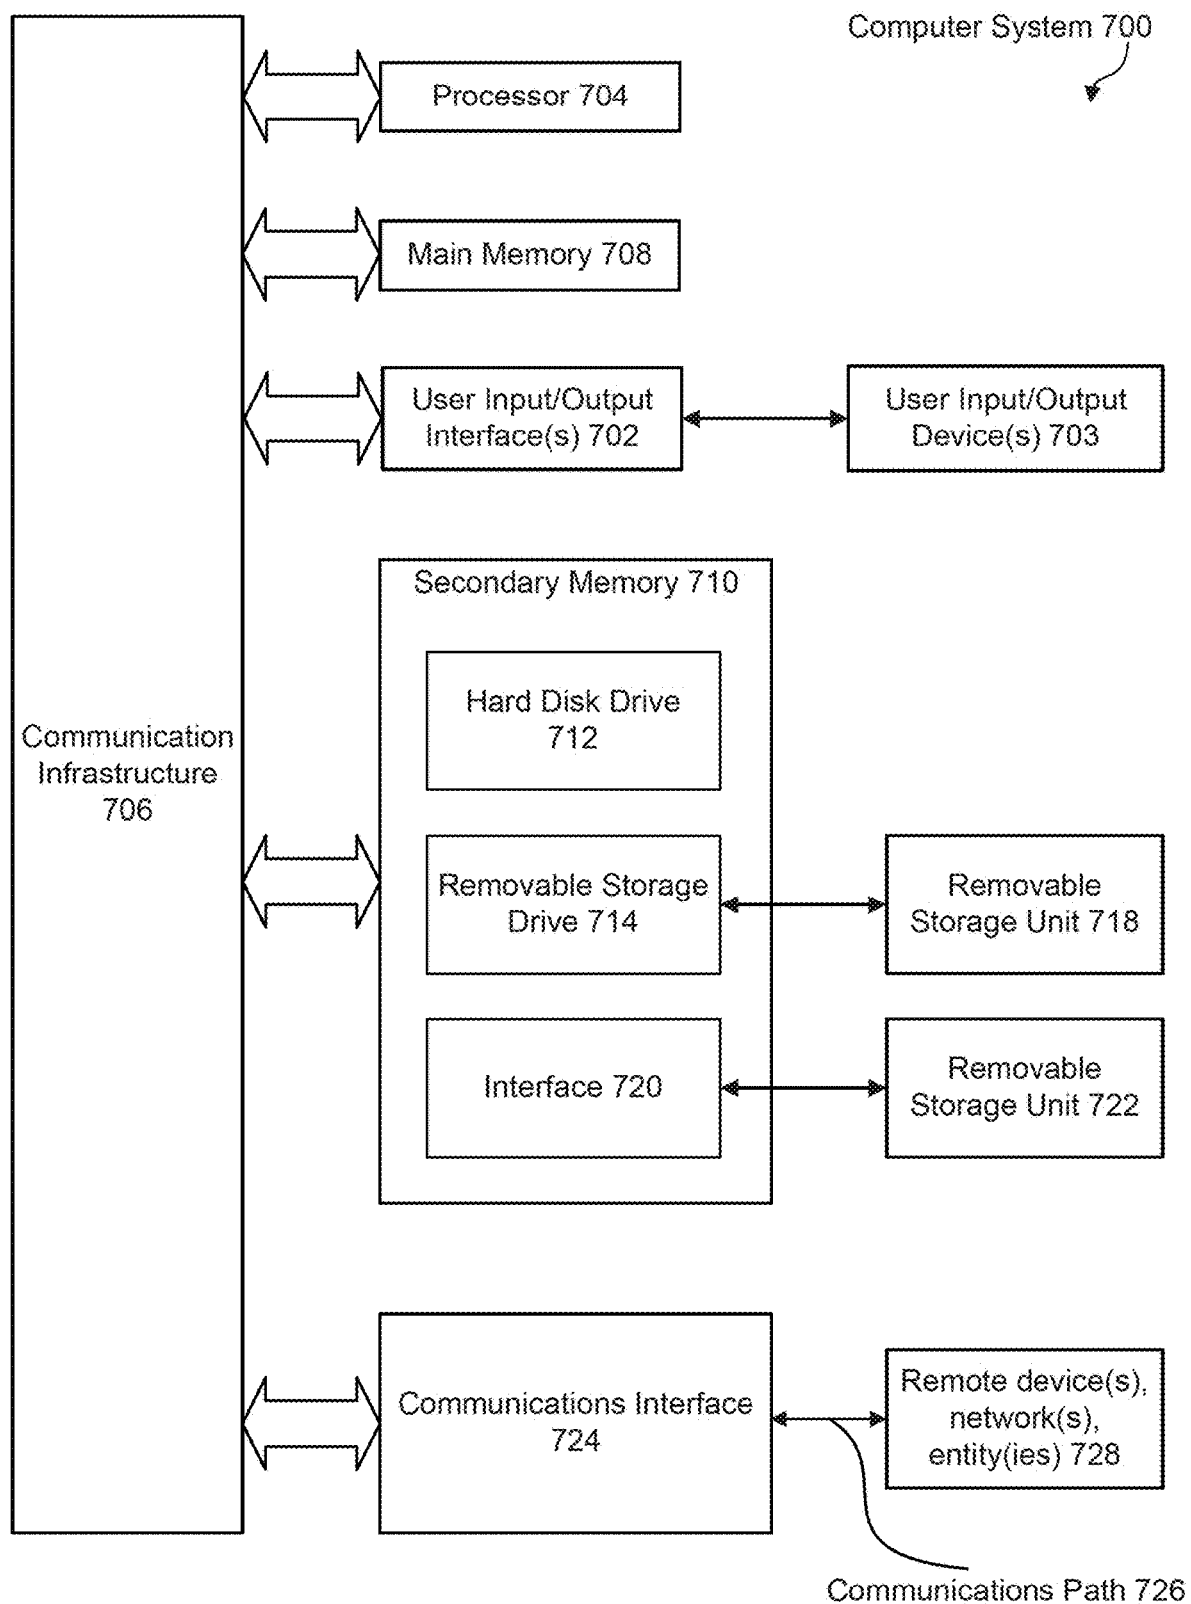 Computer System 700
Processor 704
Main Memory 708
User Input/Output
Interface(s) 702
User Input/Output
Device(s) 703
Secondary Memory 710
Hard Disk Drive
712
Communication
Infrastructure
706
Removable Storage
Drive 714
Removable
Storage Unit 718
Interface 720
Removable
Storage Unit 722
Communications Interface
724
Remote device(s),
network(s),
entity(ies) 728
Communications Path 726